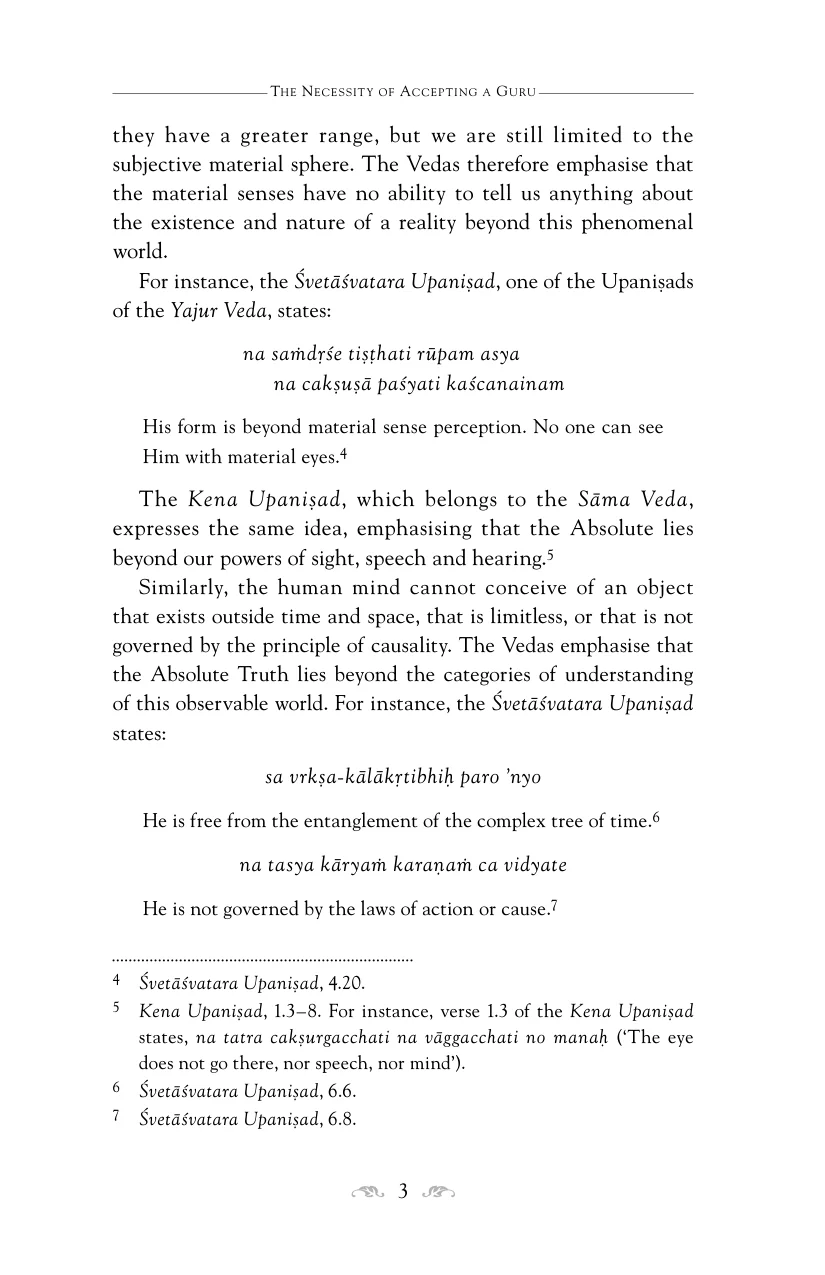 THE NECESSITY OF ACCEPTING A GURU
they have a greater range, but we are still limited to the
subjective material sphere. The Vedas therefore emphasise that
the material senses have no ability to tell us anything about
the existence and nature of a reality beyond this phenomenal
world.
For instance, the Śvetāśvatara Upaniṣad, one of the Upaniṣads
of the Yajur Veda, states:
na saṁdṛśe tiṣṭhati rūpam asya
na cakṣuṣā paśyati kaścanainam
His form is beyond material sense perception. No one can see
Him with material eyes.4
The Kena Upaniṣad, which belongs to the Sāma Veda,
expresses the same idea, emphasising that the Absolute lies
beyond our powers of sight, speech and hearing.5
Similarly, the human mind cannot conceive of an object
that exists outside time and space, that is limitless, or that is not
governed by the principle of causality. The Vedas emphasise that
the Absolute Truth lies beyond the categories of understanding
of this observable world. For instance, the Śvetāśvatara Upaniṣad
states:
sa vrkṣa-kālākṛtibhiḥ paro ’nyo
He is free from the entanglement of the complex tree of time.6
na tasya kāryaṁ karaṇaṁ ca vidyate
He is not governed by the laws of action or cause.7
4 Śvetāśvatara Upaniṣad, 4.20.
5 Kena Upaniṣad, 1.3–8. For instance, verse 1.3 of the Kena Upaniṣad
states, na tatra cakṣurgacchati na vāggacchati no manaḥ (‘The eye
does not go there, nor speech, nor mind’).
6 Śvetāśvatara Upaniṣad, 6.6.
7 Śvetāśvatara Upaniṣad, 6.8.
3